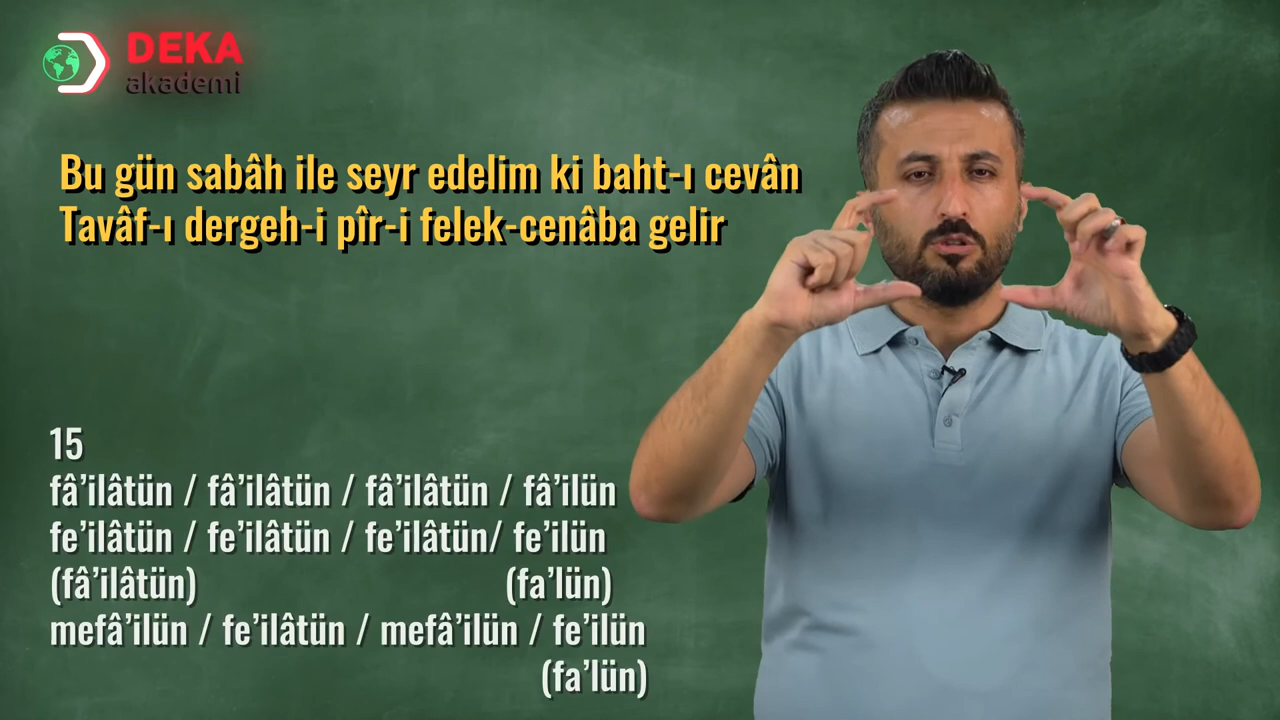 DEKA
akademi
Bu gün sabâh ile seyr edelim ki baht-ı cevân
Tavâf-ı dergeh-i pîr-i felek-cenâba gelir
15
fâ’ilâtün / fâ’ilâtün / fâ’ilâtün / fâ’ilün
fe’ilâtün / fe’ilâtün / fe’ilâtün/ fe’ilün
(fâ’ilâtün) (fa’lün)
mefâ’ilün / fe’ilâtün / mefâ’ilün / fe’ilün
(fa’lün)